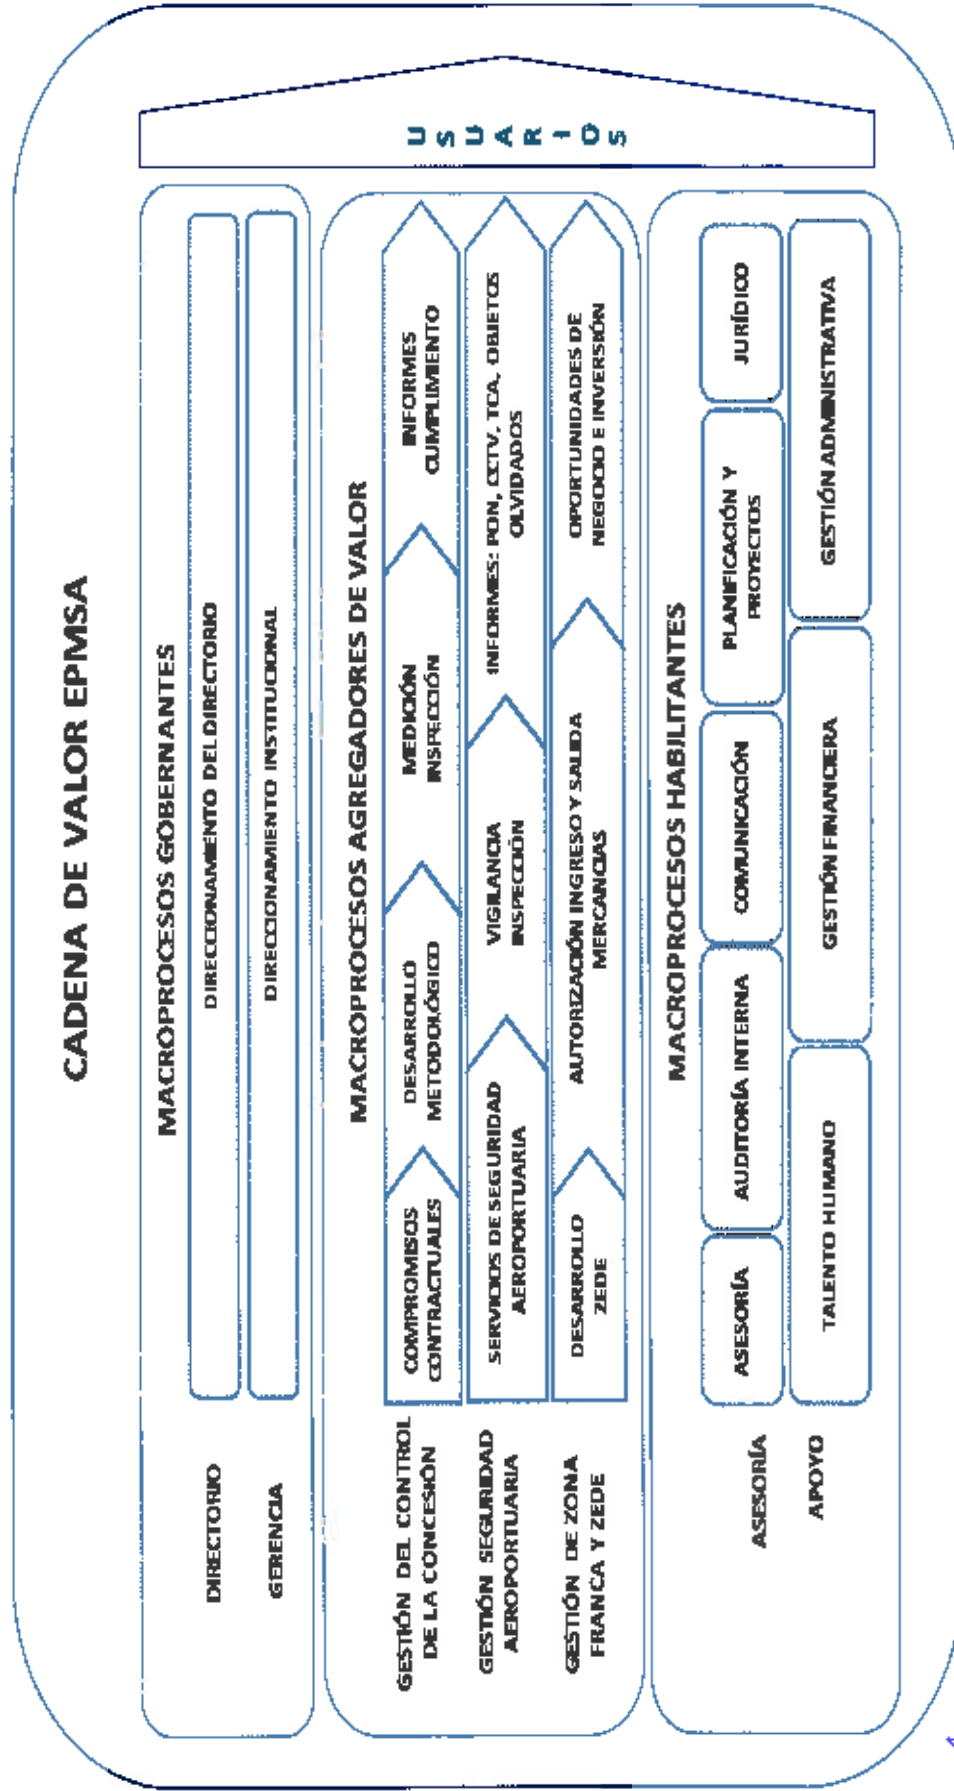 CADENA DE VALOR EPMSA
MACROPROCESOS GOBERNANTES
DIRECTORIO
DIRECCIONAMIENTO DEL DIRECTORIO
GERENCIA
DIRECCIONAMIENTO INSTITUCIONAL
MACROPROCESOS AGREGADORES DE VALOR
GESTIÓN DEL CONTROL
DE LA CONCESIÓN
COMPROMISOS
CONTRACTUALES
DESARROLLO
METODOLÓGICO
MEDICIÓN
INSPECCIÓN
INFORMES
CUMPLIMIENTO
GESTIÓN SEGURIDAD
AEROPORTUARIA
SERVICIOS DE SEGURIDAD
AEROPORTUARIA
VIGILANCIA
INSPECCIÓN
INFORMES: PON, CCTV, TCA, OBJETOS
OLVIDADOS
GESTIÓN DE ZONA
FRANCA Y ZEDE
DESARROLLO
ZEDE
AUTORIZACIÓN INGRESO Y SALIDA
MERCANCIAS
OPORTUNIDADES DE
NEGOCIO E INVERSIÓN
MACROPROCESOS HABILITANTES
ASESORÍA
ASESORÍA
AUDITORÍA INTERNA
COMUNICACIÓN
PLANIFICACIÓN Y
PROYECTOS
JURÍDICO
APOYO
TALENTO HUMANO
GESTIÓN FINANCIERA
GESTIÓN ADMINISTRATIVA
USUARIOS